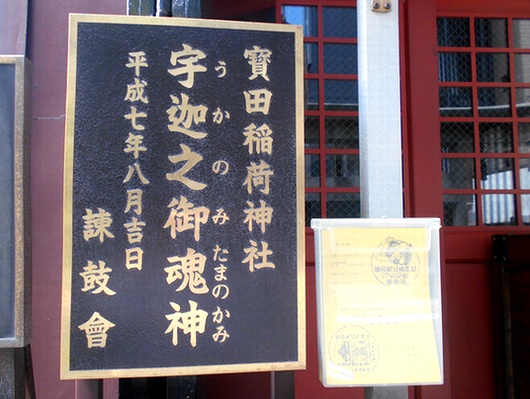 寳田稲荷神社
うかのみたまのかみ
宇迦之御魂神
平成七年八月吉日
諌鼓會